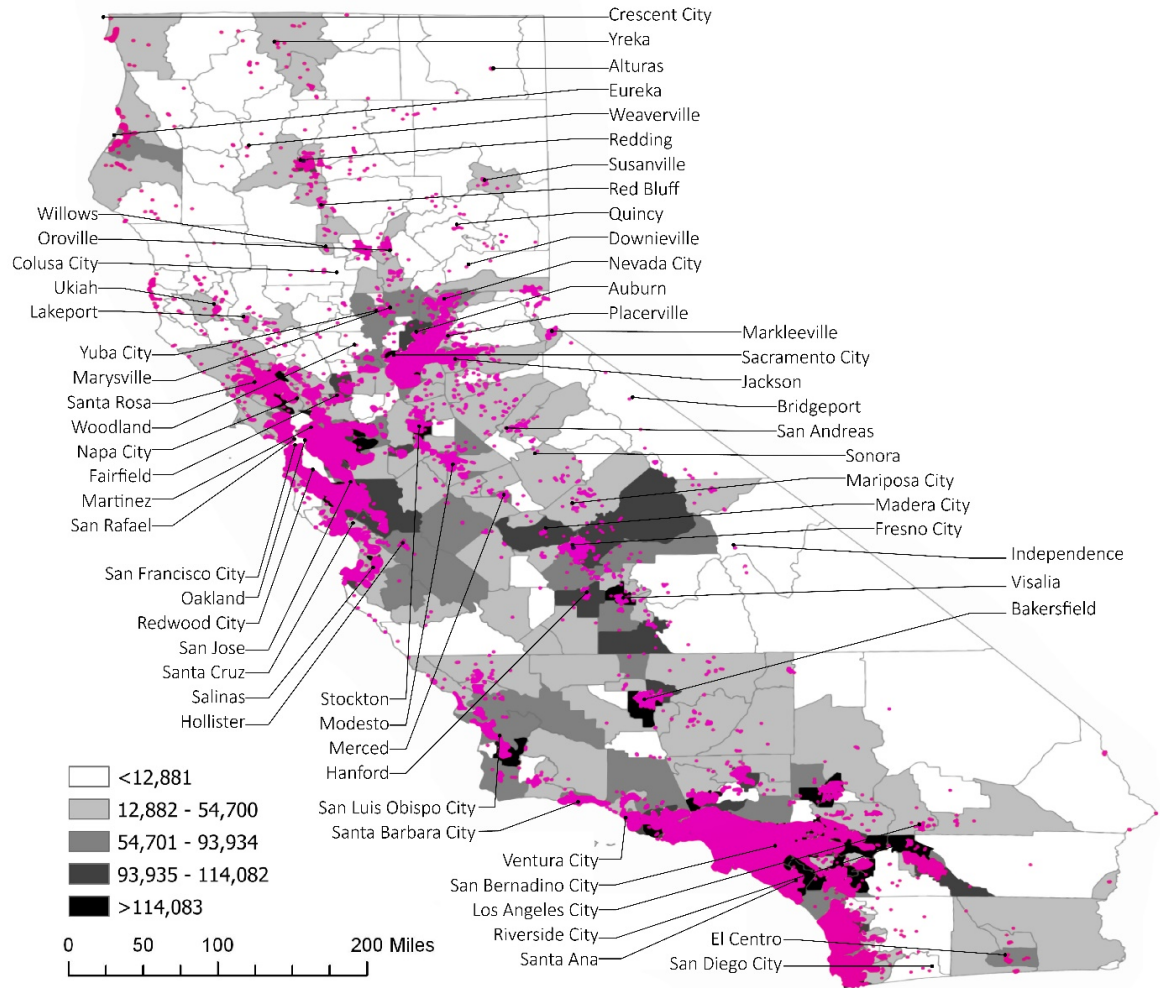 Crescent City
Yreka
Alturas
Eureka
Weaverville
Redding
Susanville
Red Bluff
Quincy
Downieville
Nevada City
Auburn
Placerville
Markleeville
Sacramento City
Jackson
Bridgeport
San Andreas
Sonora
Mariposa City
Madera City
Fresno City
Independence
Visalia
Bakersfield
Willows
Oroville
Colusa City
Ukiah
Lakeport
Yuba City
Marysville
Santa Rosa
Woodland
Napa City
Fairfield
Martinez
San Rafael
San Francisco City
Oakland
Redwood City
San Jose
Santa Cruz
Salinas
Hollister
Stockton
Modesto
Merced
Hanford
San Luis Obispo City
Santa Barbara City
Ventura City
San Bernadino City
Los Angeles City
Riverside City
Santa Ana
El Centro
San Diego City
<12,881
12,882 - 54,700
54,701 - 93,934
93,935 - 114,082
>114,083
0 50 100 200 Miles